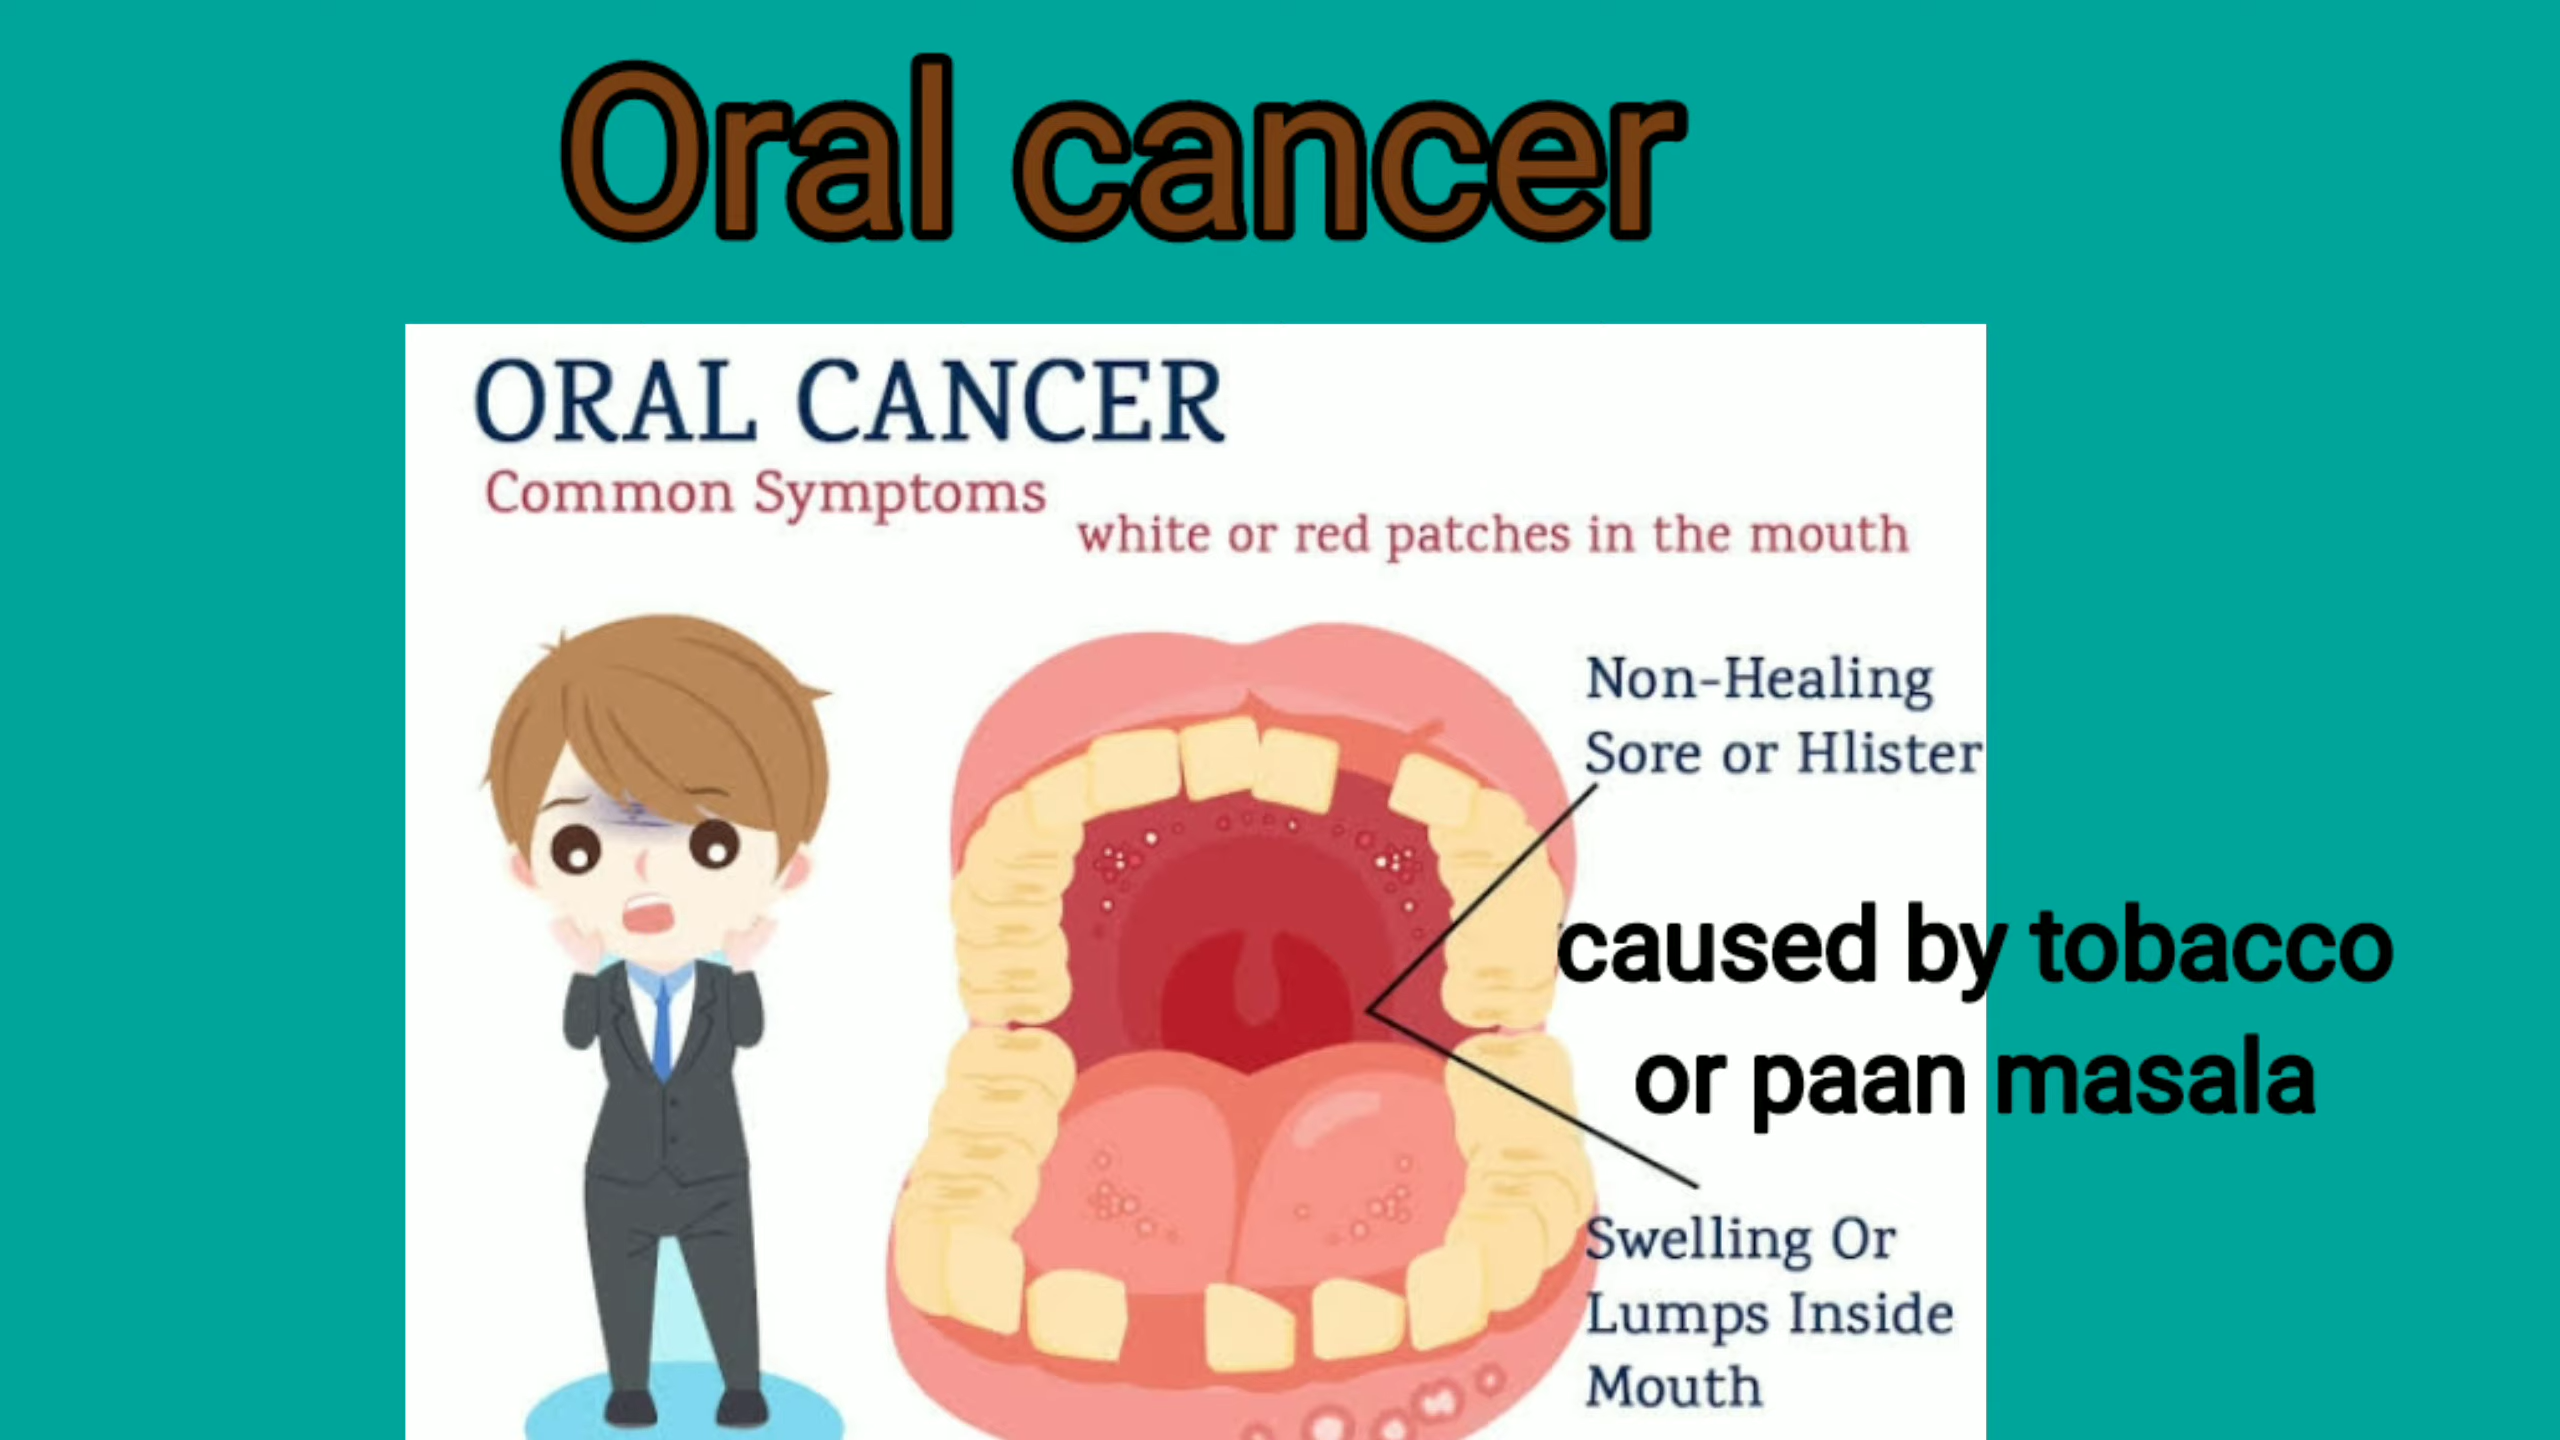 Oral cancer
ORAL CANCER
Common Symptoms
white or red patches in the mouth
Non-Healing
Sore or Hlister
caused by tobacco
or paan masala
Swelling Or
Lumps Inside
Mouth